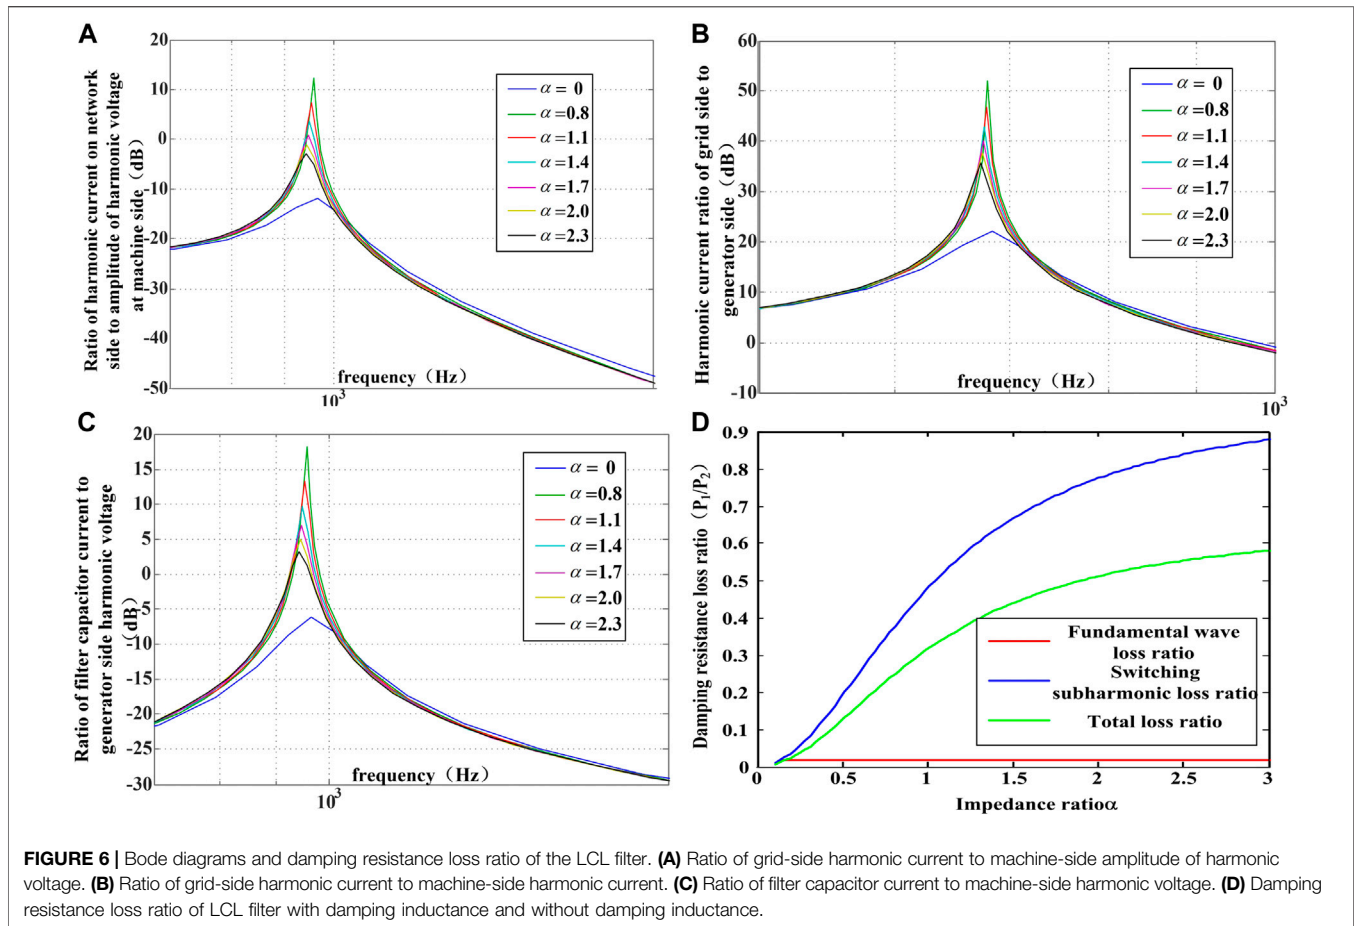 A
Ratio of harmonic current on network
side to amplitude of harmonic voltage
at machine side (dB)
20
10
0
-10
-20
-30
-40
-50
frequency (Hz)
10³
α = 0
α =0.8
α =1.1
α =1.4
α =1.7
α =2.0
α =2.3
B
Harmonic current ratio of grid side to
generator side (dB)
60
50
40
30
20
10
0
-10
frequency (Hz)
10³
α = 0
α =0.8
α =1.1
α =1.4
α =1.7
α =2.0
α =2.3
C
Ratio of filter capacitor current to
generator side harmonic voltage
(dB)
20
15
10
5
0
-5
-10
-15
-20
-25
-30
frequency (Hz)
10³
α = 0
α =0.8
α =1.1
α =1.4
α =1.7
α =2.0
α =2.3
D
Damping resistance loss ratio (P₁/P₂)
0.9
0.8
0.7
0.6
0.5
0.4
0.3
0.2
0.1
0
0.5
1
1.5
2
2.5
3
Impedance ratioα
Fundamental wave
loss ratio
Switching
subharmonic loss ratio
Total loss ratio
FIGURE 6 | Bode diagrams and damping resistance loss ratio of the LCL filter. (A) Ratio of grid-side harmonic current to machine-side amplitude of harmonic
voltage. (B) Ratio of grid-side harmonic current to machine-side harmonic current. (C) Ratio of filter capacitor current to machine-side harmonic voltage. (D) Damping
resistance loss ratio of LCL filter with damping inductance and without damping inductance.